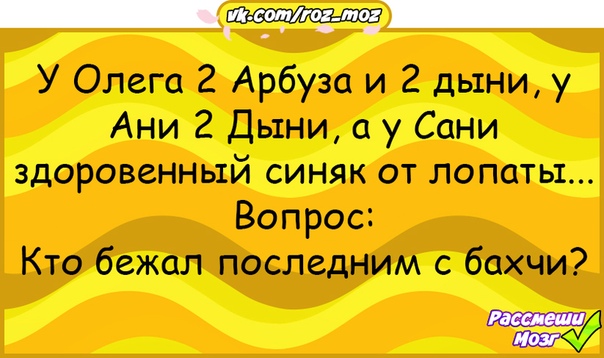 vk.com/roz_moz
У Олега 2 Арбуза и 2 дыни, у
Ани 2 Дыни, а у Сани
здоровенный синяк от лопаты...
Вопрос:
Кто бежал последним с бахчи?
Рассмеши
Мозг